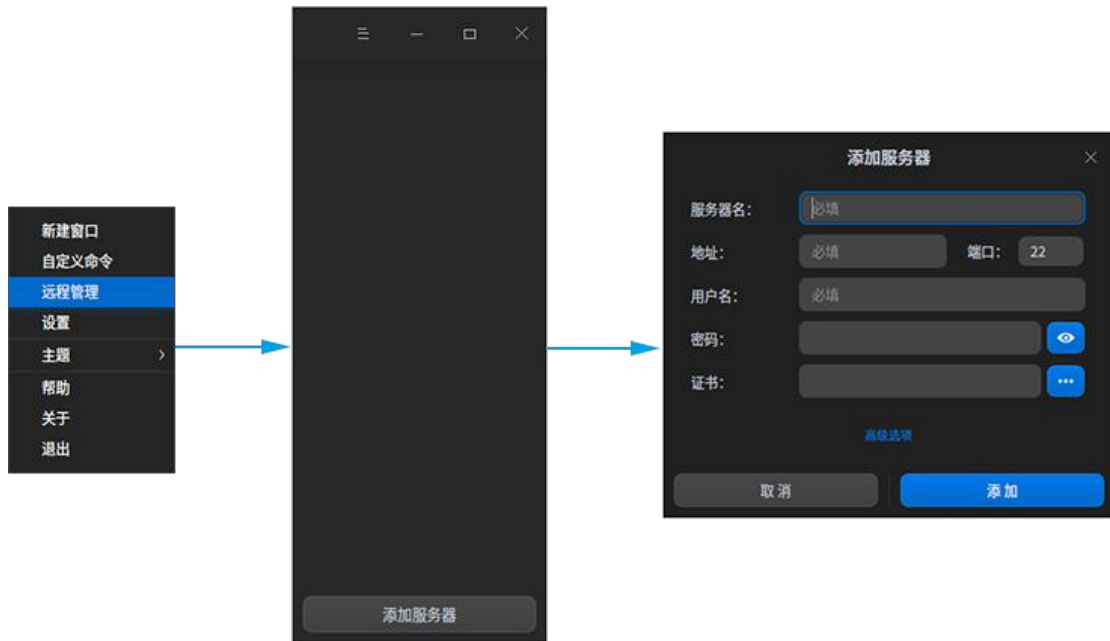 新建窗口
自定义命令
远程管理
设置
主题
帮助
关于
退出
添加服务器
添加服务器
服务器名: 必填
地址: 必填 端口: 22
用户名: 必填
密码:
证书:
高级选项
取消 添加